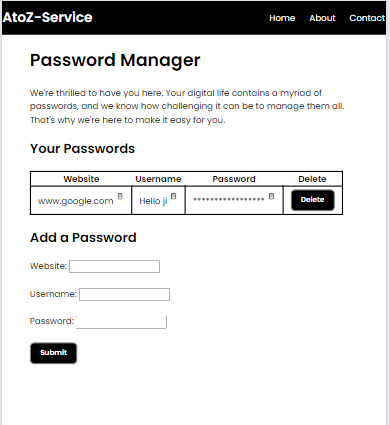 AtoZ-Service
Home About Contact
Password Manager
We're thrilled to have you here. Your digital life contains a myriad of
passwords, and we know how challenging it can be to manage them all.
That's why we're here to make it easy for you.
Your Passwords
Website Username Password Delete
www.google.com Hello ji ***************** Delete
Add a Password
Website:
Username:
Password:
Submit